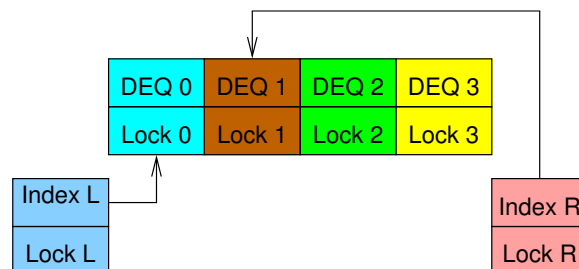 DEQ 0 DEQ 1 DEQ 2 DEQ 3
Lock 0 Lock 1 Lock 2 Lock 3
Index L
Lock L
Index R
Lock R